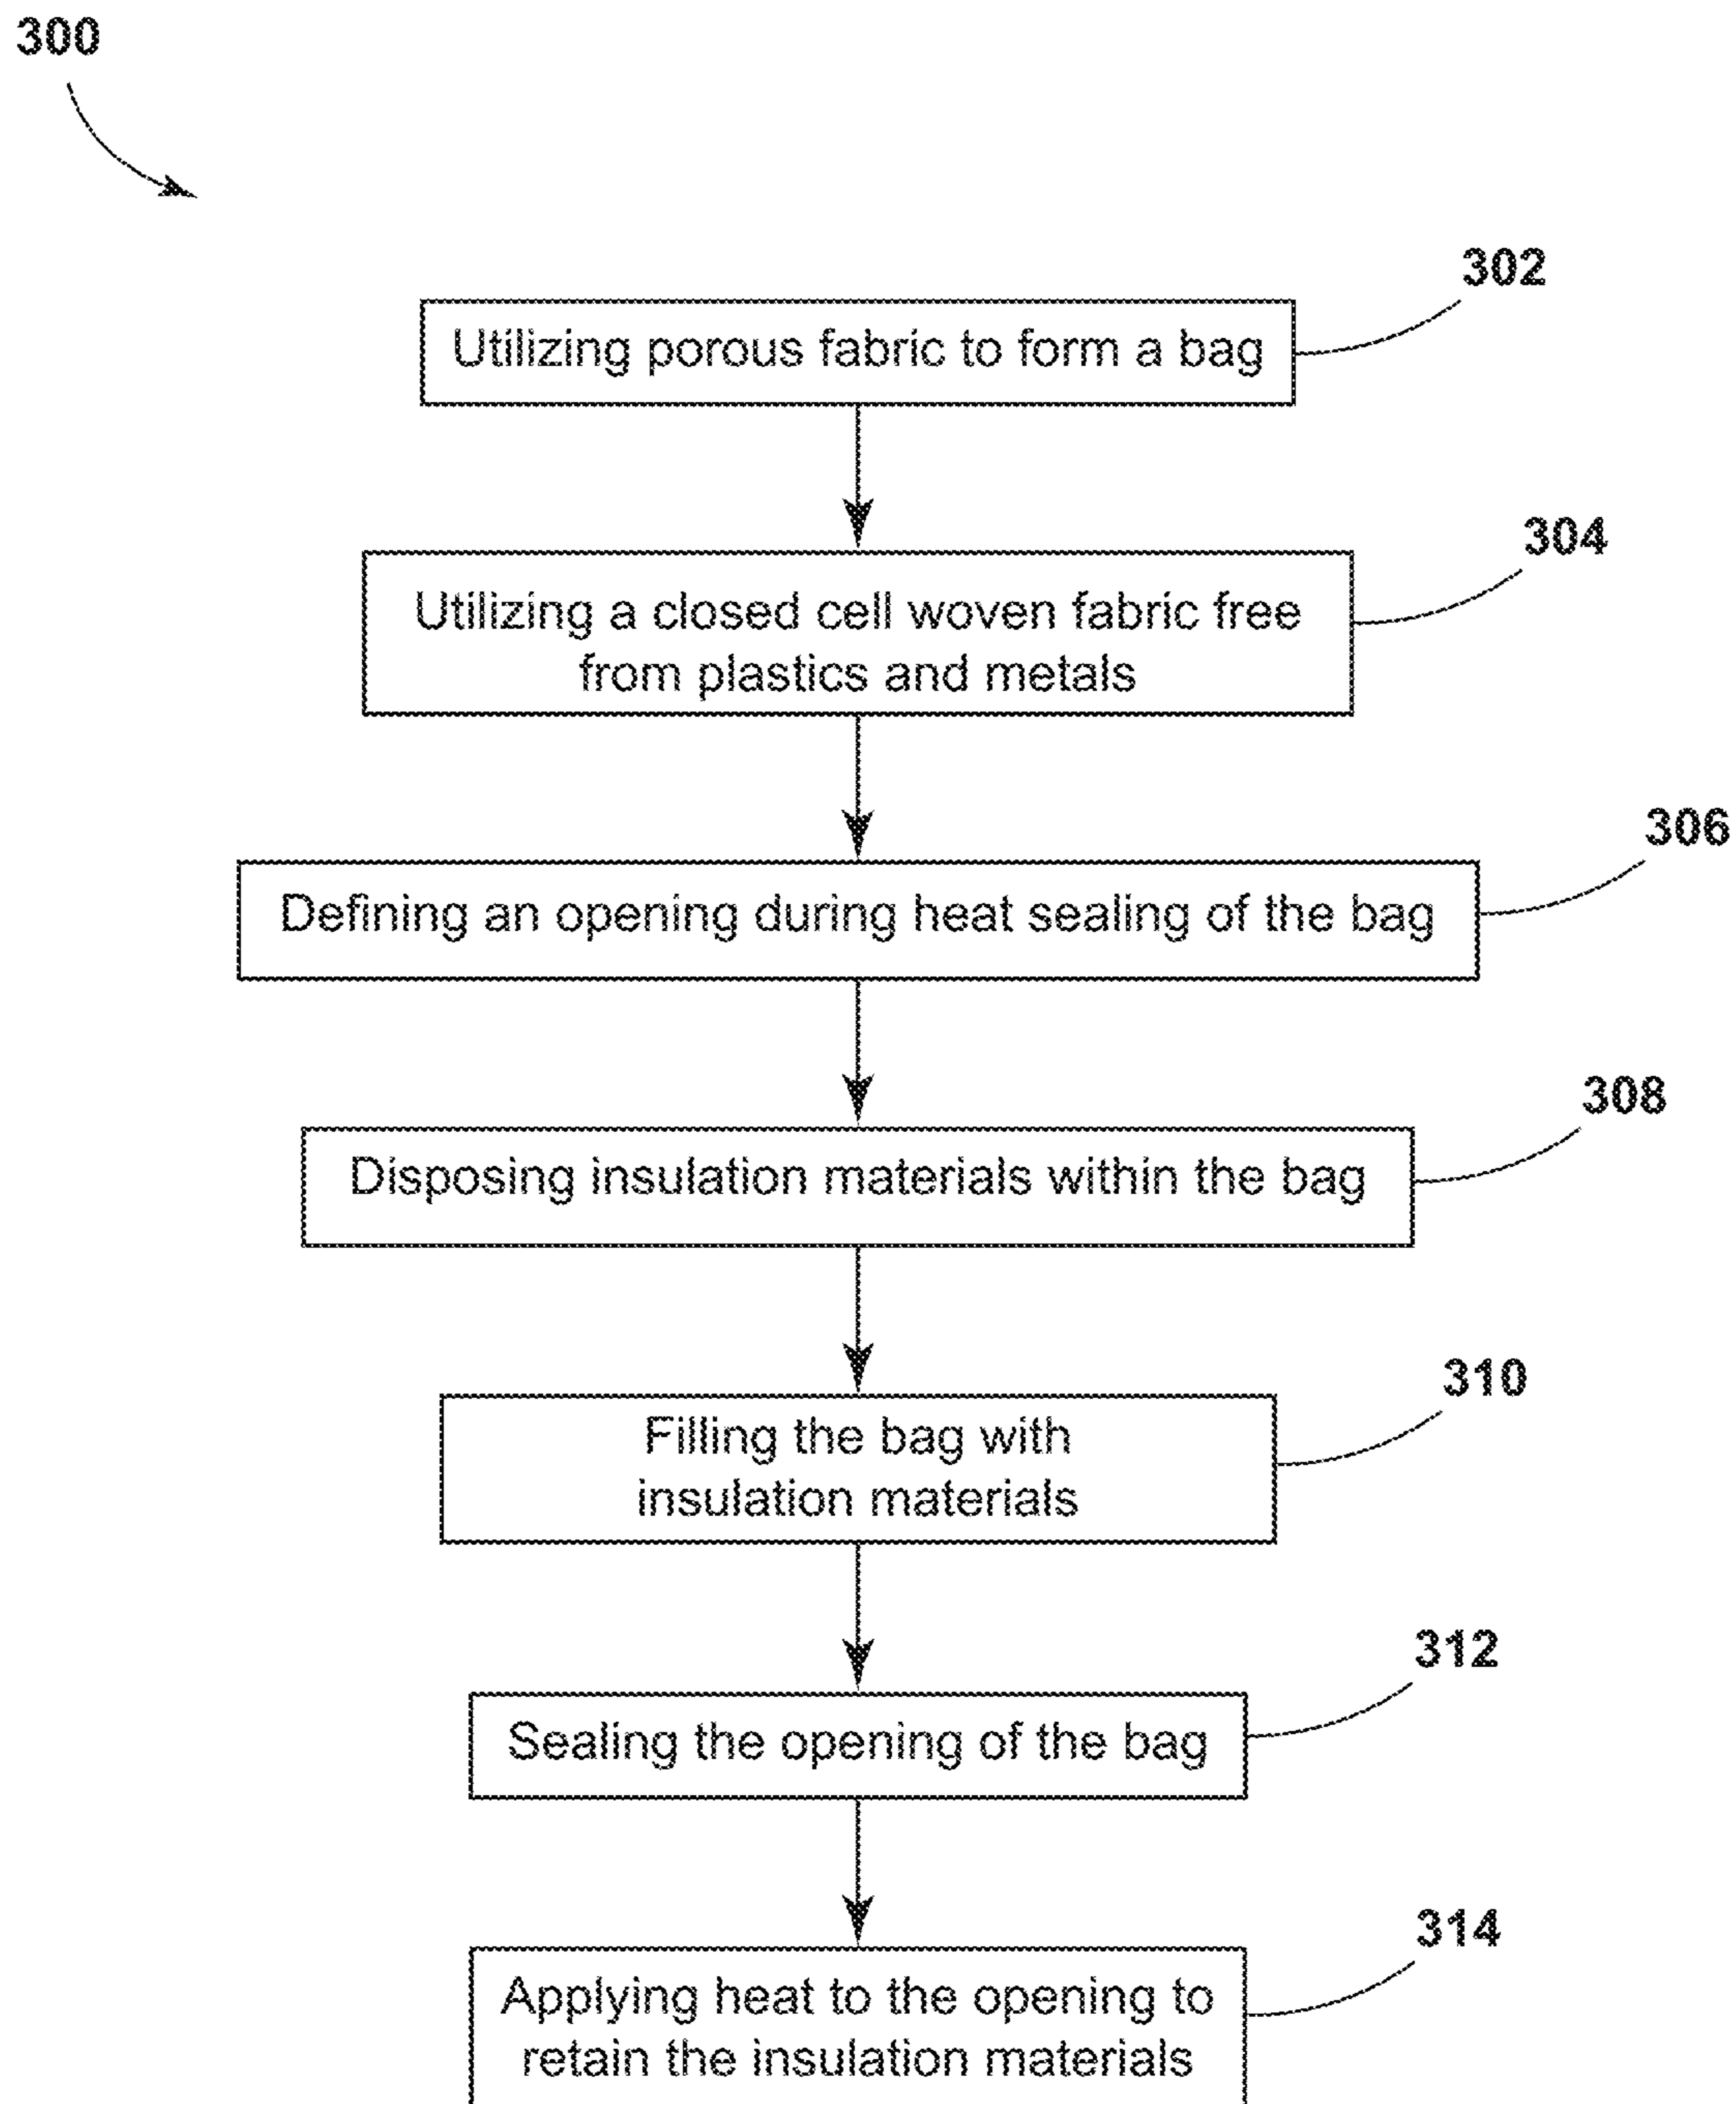 300
302
Utilizing porous fabric to form a bag
304
Utilizing a closed cell woven fabric free
from plastics and metals
306
Defining an opening during heat sealing of the bag
308
Disposing insulation materials within the bag
310
Filling the bag with
insulation materials
312
Sealing the opening of the bag
314
Applying heat to the opening to
retain the insulation materials